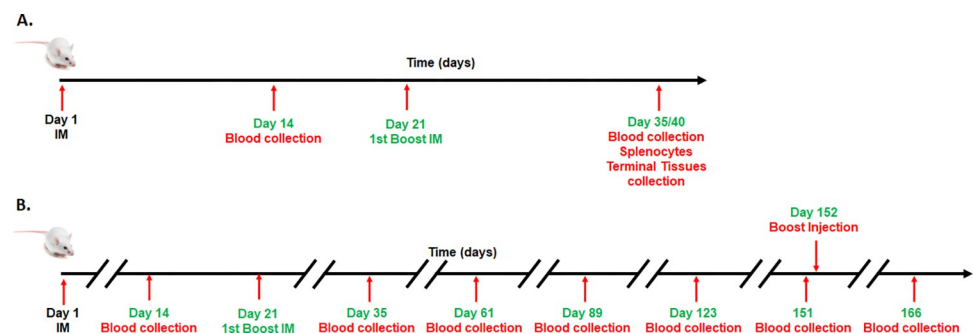 A.
Time (days)
Day 1
IM
Day 14
Blood collection
Day 21
1st Boost IM
Day 35/40
Blood collection
Splenocytes
Terminal Tissues
collection
B.
Day 152
Boost Injection
Time (days)
Day 1
IM
Day 14
Blood collection
Day 21
1st Boost IM
Day 35
Blood collection
Day 61
Blood collection
Day 89
Blood collection
Day 123
Blood collection
151
Blood collection
166
Blood collection